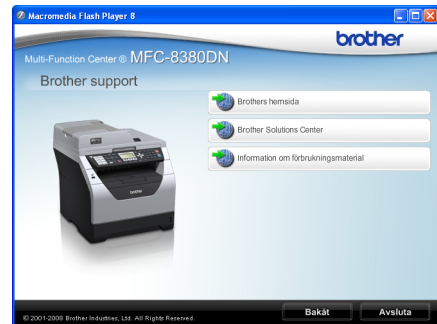 Macromedia Flash Player 8
brother
Multi-Function Center ® MFC-8380DN
Brother support
Brothers hemsida
Brother Solutions Center
Information om förbrukningsmaterial
brother
© 2001-2008 Brother Industries, Ltd. All Rights Reserved.
Bakåt
Avsluta